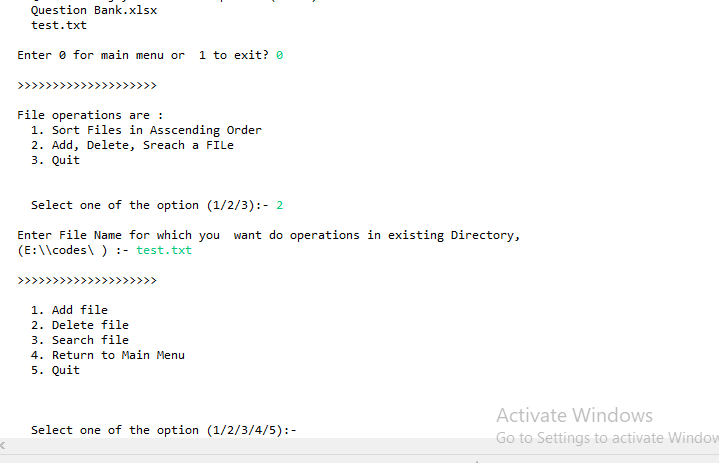 Question Bank.xlsx
test.txt
Enter 0 for main menu or  1 to exit? 0
>>>>>>>>>>>>>>>>>>>>
File operations are :
1. Sort Files in Asscending Order
2. Add, Delete, Sreach a FILe
3. Quit
Select one of the option (1/2/3):- 2
Enter File Name for which you  want do operations in existing Directory,
(E:\\codes\ ) :- test.txt
>>>>>>>>>>>>>>>>>>>>
1. Add file
2. Delete file
3. Search file
4. Return to Main Menu
5. Quit
Select one of the option (1/2/3/4/5):-
Activate Windows
Go to Settings to activate Window